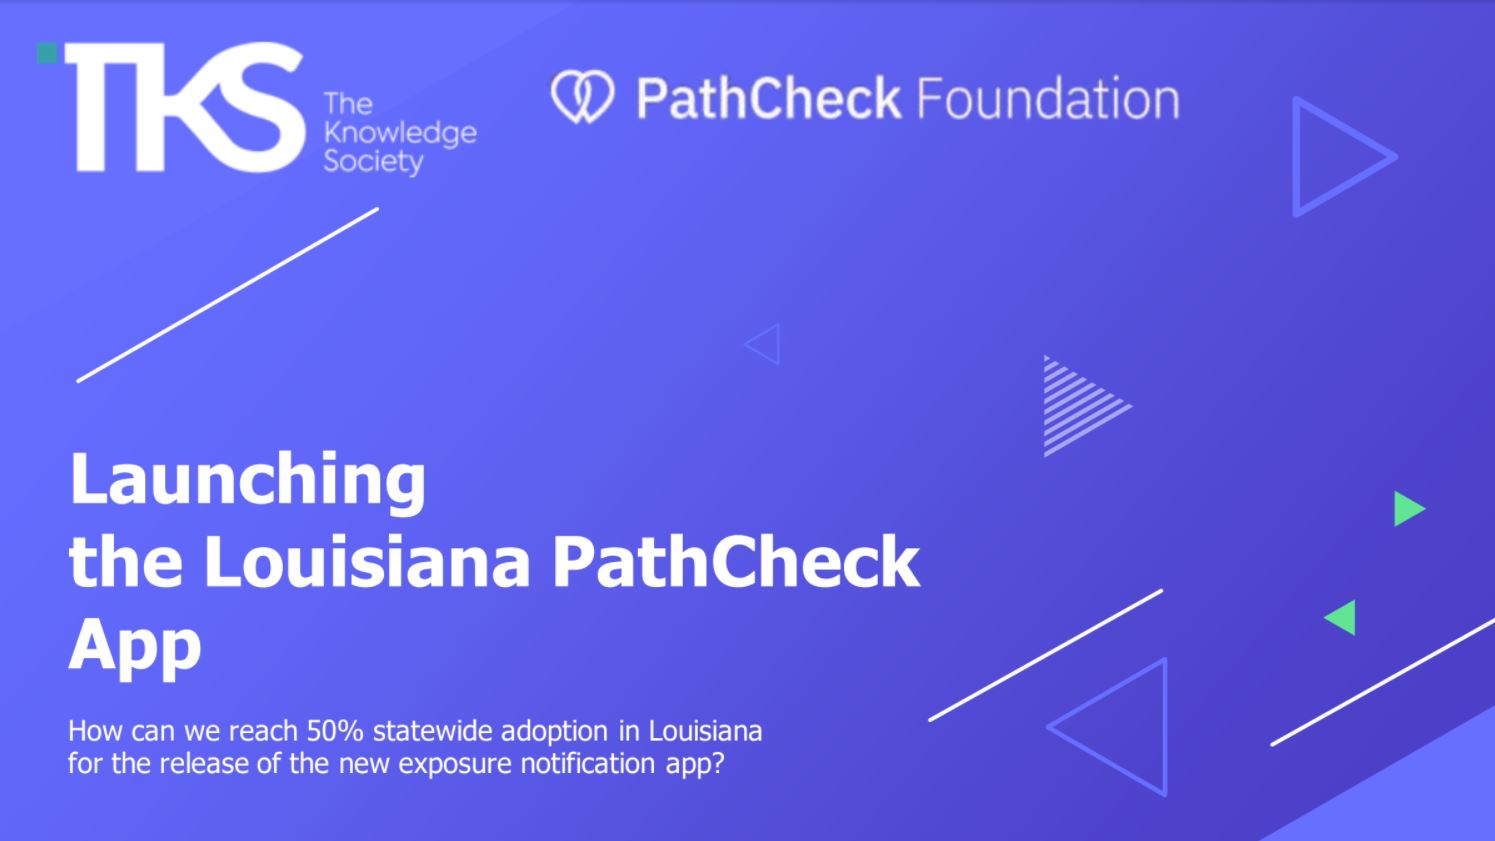 TKS
The
Knowledge
Society
PathCheck Foundation
Launching
the Louisiana PathCheck
App
How can we reach 50% statewide adoption in Louisiana
for the release of the new exposure notification app?